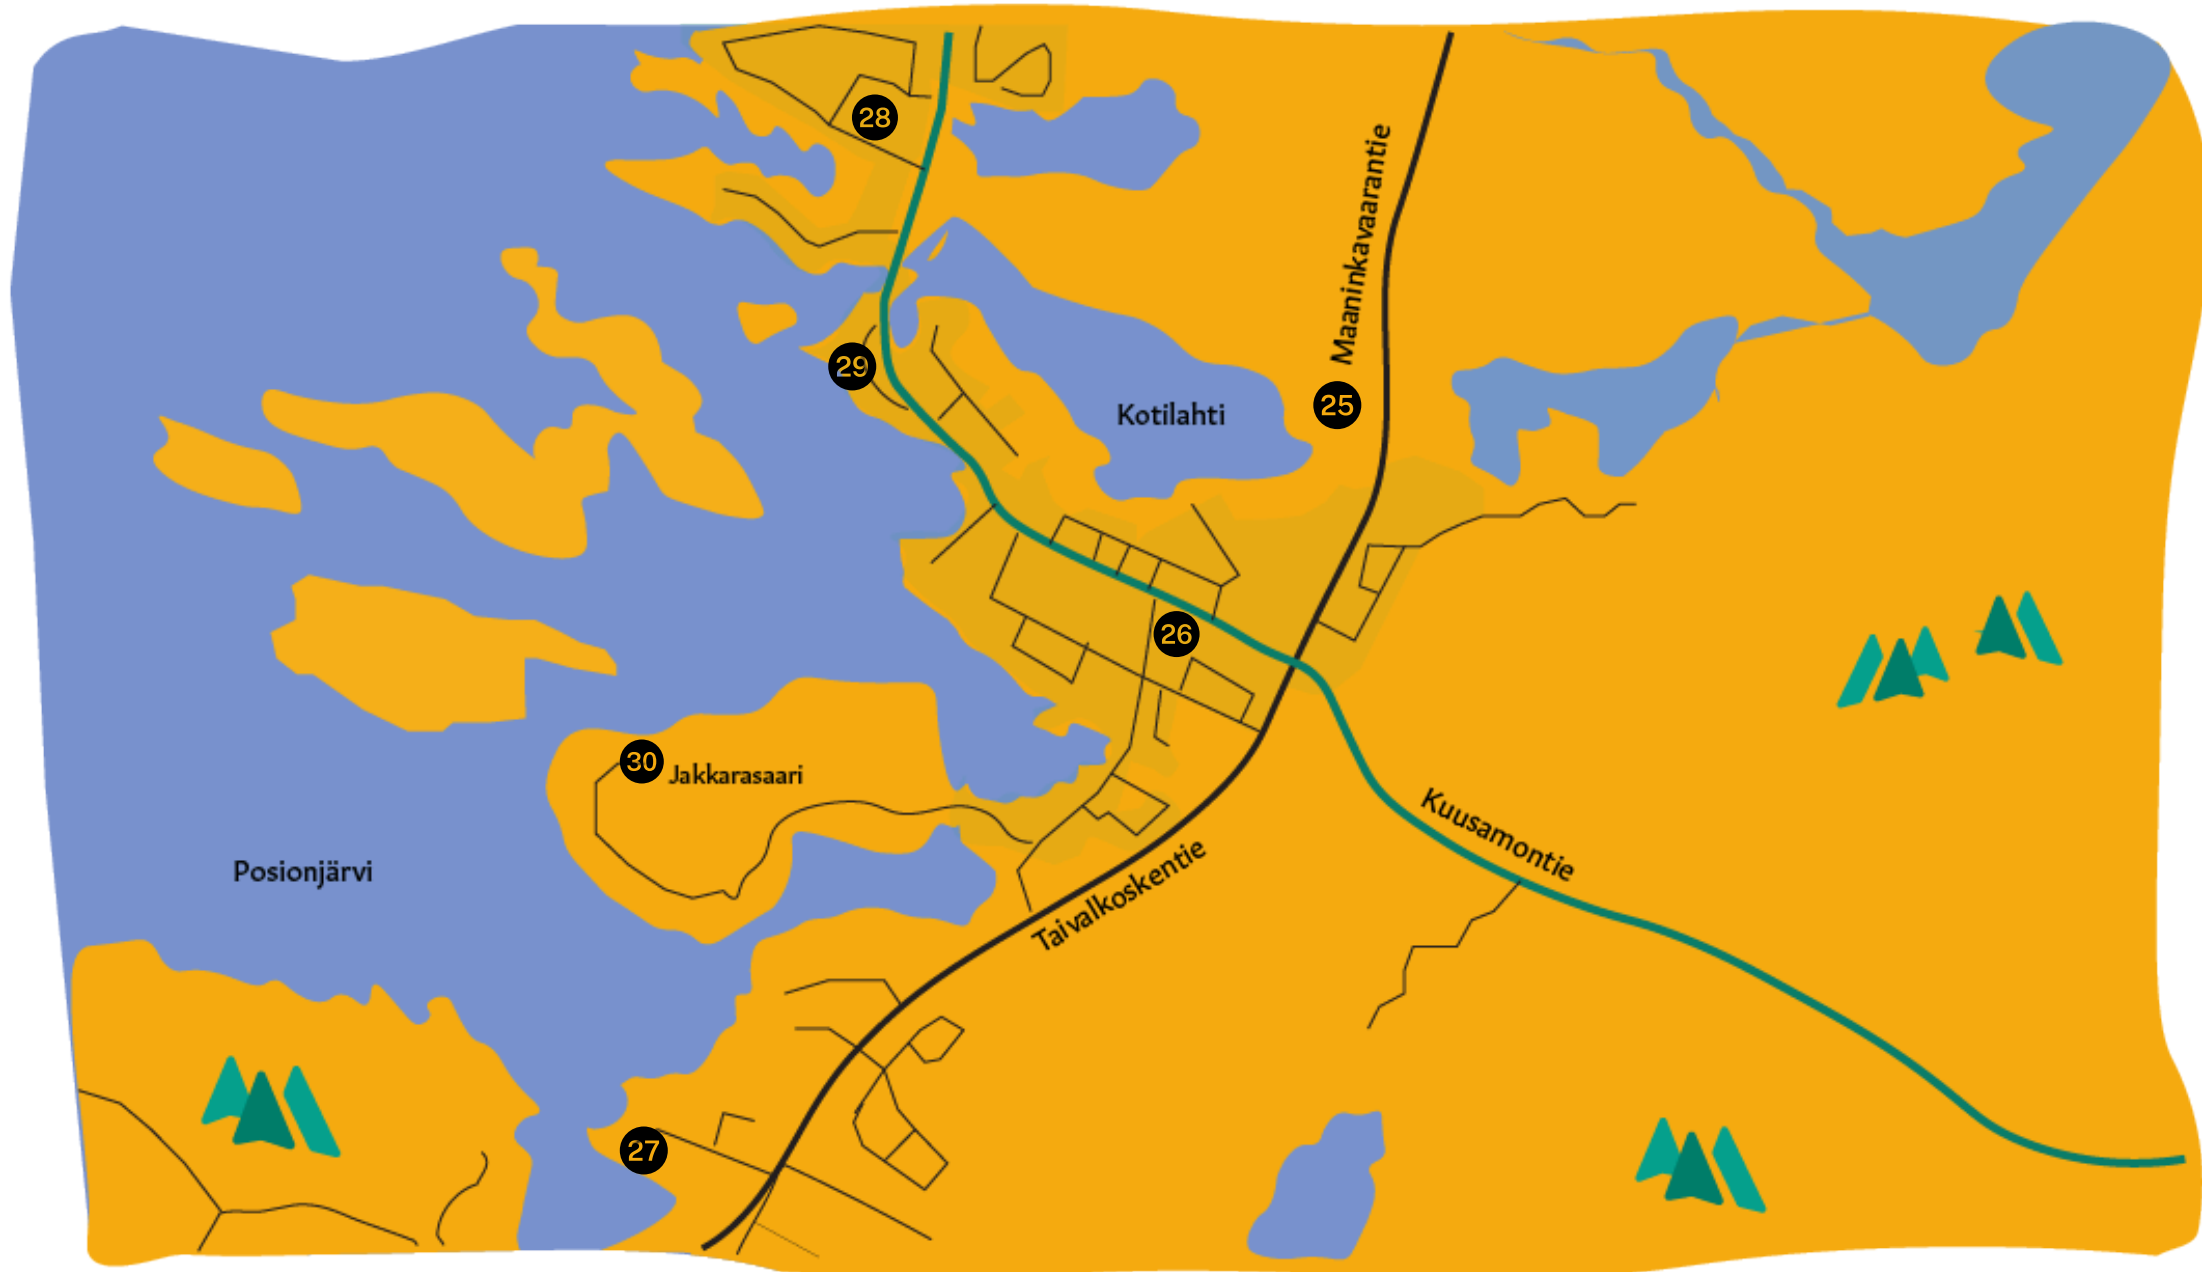 28
Maaninkavaarantie
29
25
Kotilahti
26
30
Jakkarasaari
Kuusamontie
Posionjärvi
Taivalkoskentie
27